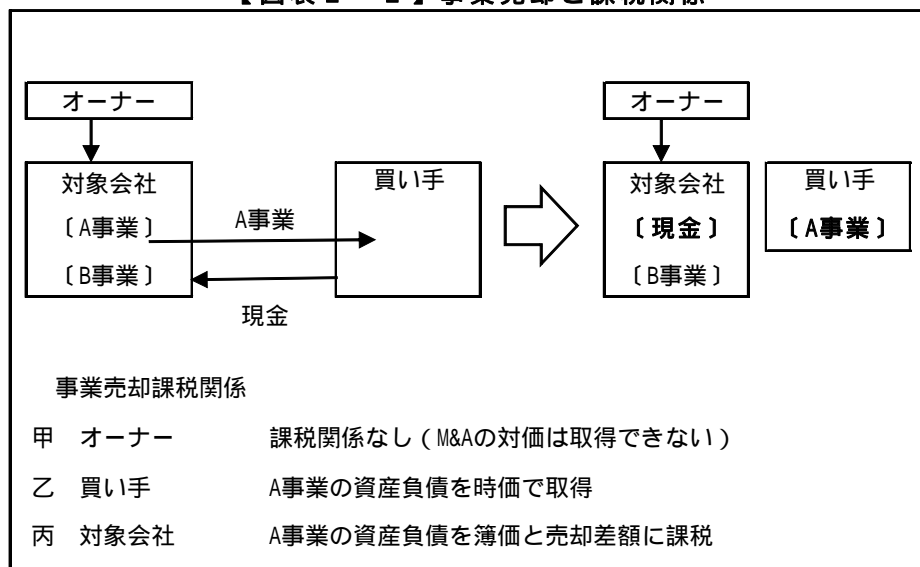 オーナー
対象会社
〔A事業〕
〔B事業〕
A事業
現金
買い手
オーナー
対象会社
〔現金〕
〔B事業〕
買い手
〔A事業〕
事業売却課税関係
甲 オーナー 課税関係なし（M&Aの対価は取得できない）
乙 買い手 A事業の資産負債を時価で取得
丙 対象会社 A事業の資産負債を簿価と売却差額に課税